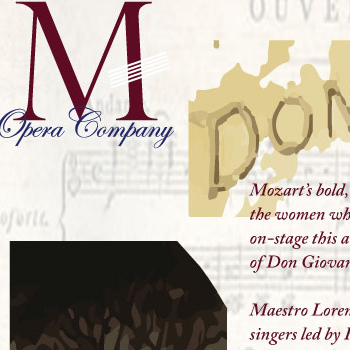 OUVE
M
Opera Company
DON
Mozart's bold,
the women wh
on-stage this a
of Don Giovan
Maestro Loren
singers led by